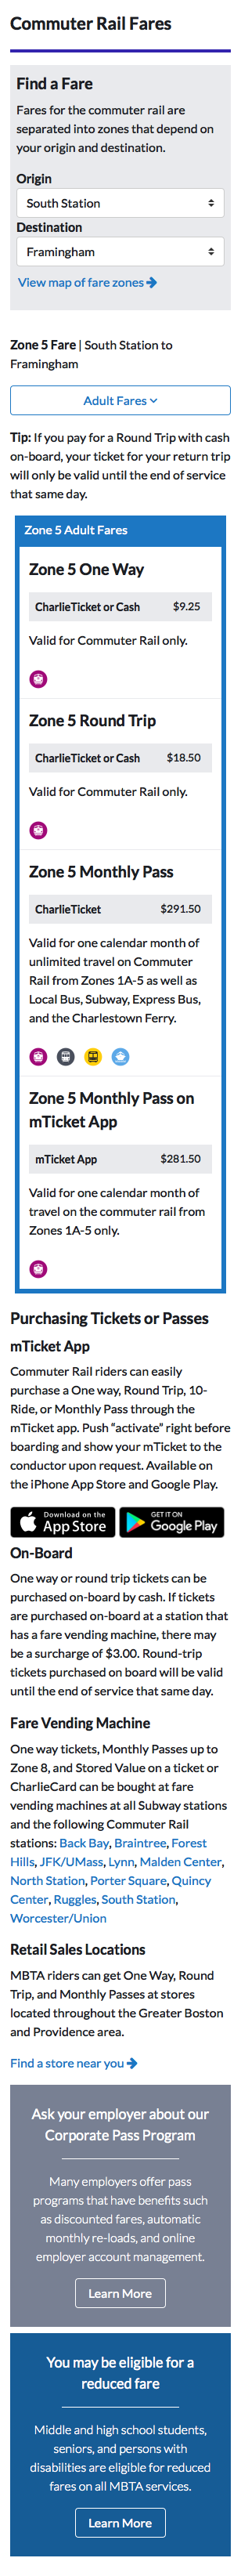 Commuter Rail Fares
Find a Fare
Fares for the commuter rail are
separated into zones that depend on
your origin and destination.
Origin
South Station
Destination
Framingham
View map of fare zones
Zone 5 Fare | South Station to
Framingham
Adult Fares
Tip: If you pay for a Round Trip with cash
on-board, your ticket for your return trip
will only be valid until the end of service
that same day.
Zone 5 Adult Fares
Zone 5 One Way
CharlieTicket or Cash $9.25
Valid for Commuter Rail only.
Zone 5 Round Trip
CharlieTicket or Cash $18.50
Valid for Commuter Rail only.
Zone 5 Monthly Pass
CharlieTicket $291.50
Valid for one calendar month of
unlimited travel on Commuter
Rail from Zones 1A-5 as well as
Local Bus, Subway, Express Bus,
and the Charlestown Ferry.
Zone 5 Monthly Pass on
mTicket App
mTicket App $281.50
Valid for one calendar month of
travel on the commuter rail from
Zones 1A-5 only.
Purchasing Tickets or Passes
mTicket App
Commuter Rail riders can easily
purchase a One way, Round Trip, 10-
Ride, or Monthly Pass through the
mTicket app. Push “activate” right before
boarding and show your mTicket to the
conductor upon request. Available on
the iPhone App Store and Google Play.
Download on the
App Store
GET IT ON
Google Play
On-Board
One way or round trip tickets can be
purchased on-board by cash. If tickets
are purchased on-board at a station that
has a fare vending machine, there may
be a surcharge of $3.00. Round-trip
tickets purchased on board will be valid
until the end of service that same day.
Fare Vending Machine
One way tickets, Monthly Passes up to
Zone 8, and Stored Value on a ticket or
CharlieCard can be bought at fare
vending machines at all Subway stations
and the following Commuter Rail
stations: Back Bay, Braintree, Forest
Hills, JFK/UMass, Lynn, Malden Center,
North Station, Porter Square, Quincy
Center, Ruggles, South Station,
Worcester/Union
Retail Sales Locations
MBTA riders can get One Way, Round
Trip, and Monthly Passes at stores
located throughout the Greater Boston
and Providence area.
Find a store near you
Ask your employer about our
Corporate Pass Program
Many employers offer pass
programs that have benefits such
as discounted fares, automatic
monthly re-loads, and online
employer account management.
Learn More
You may be eligible for a
reduced fare
Middle and high school students,
seniors, and persons with
disabilities are eligible for reduced
fares on all MBTA services.
Learn More